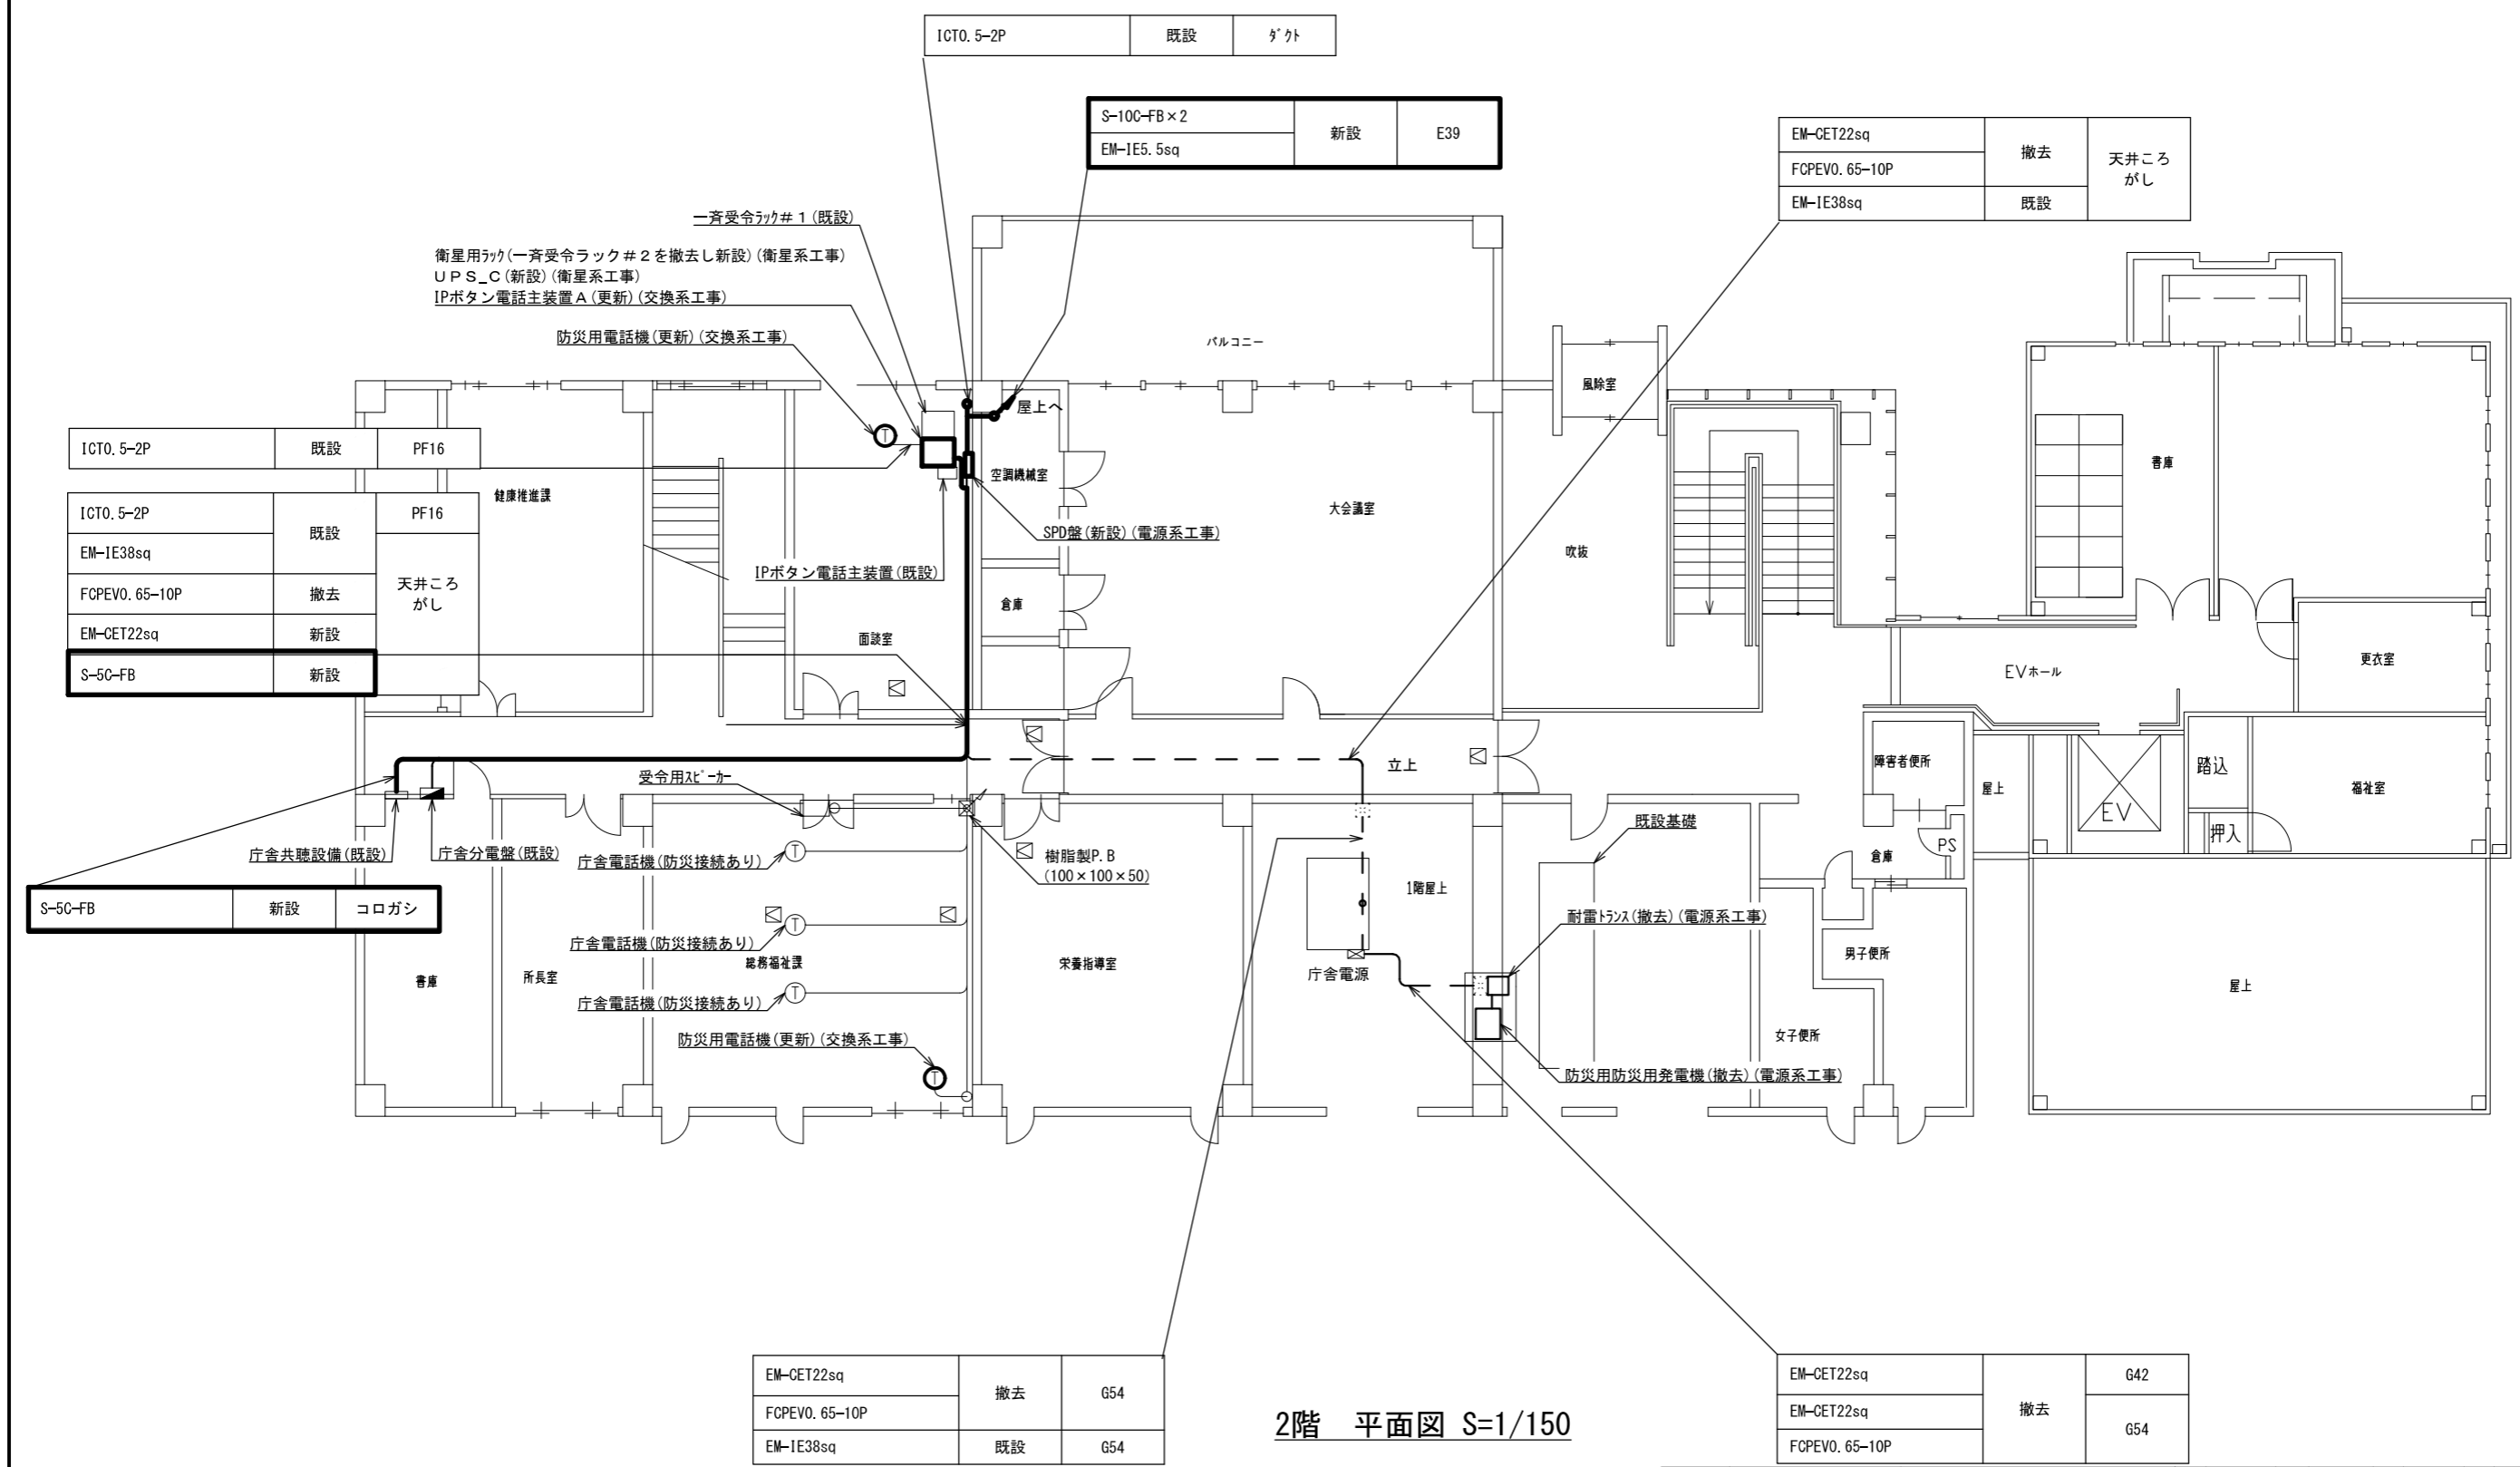 ICT0.5-2P 既設 ﾀﾞｸﾄ
S-10C-FB×2 新設 E39
EM-IE5.5sq
EM-CET22sq 撤去 天井ころがし
FCPEV0.65-10P
EM-IE38sq 既設
一斉受令ﾗｯｸ#1(既設)
衛星用ﾗｯｸ(一斉受令ラック#2を撤去し新設)(衛星系工事)
UPS_C(新設)(衛星系工事)
IPボタン電話主装置A(更新)(交換系工事)
防災用電話機(更新)(交換系工事)
バルコニー
風除室
屋上へ
T
ICT0.5-2P 既設 PF16
健康推進課
空調機械室
大会議室
書庫
ICT0.5-2P 既設 PF16
EM-IE38sq 天井ころがし
FCPEV0.65-10P 撤去
EM-CET22sq 新設
S-5C-FB 新設
SPD盤(新設)(電源系工事)
吹抜
IPボタン電話主装置(既設)
倉庫
面談室
更衣室
EVホール
受令用ｽﾋﾟｰｶｰ
立上
障害者便所
屋上
踏込
福祉室
EV
押入
PS
倉庫
庁舎共聴設備(既設)
庁舎分電盤(既設)
庁舎電話機(防災接続あり)
T
樹脂製P.B
(100×100×50)
既設基礎
1階屋上
S-5C-FB 新設 コロガシ
耐雷ﾄﾗﾝｽ(撤去)(電源系工事)
庁舎電話機(防災接続あり)
T
書庫
所長室
総務福祉課
栄養指導室
庁舎電源
男子便所
屋上
庁舎電話機(防災接続あり)
T
女子便所
防災用電話機(更新)(交換系工事)
T
防災用防災用発電機(撤去)(電源系工事)
EM-CET22sq 撤去 G54
FCPEV0.65-10P
EM-IE38sq 既設 G54
2階 平面図 S=1/150
EM-CET22sq 撤去 G42
EM-CET22sq G54
FCPEV0.65-10P